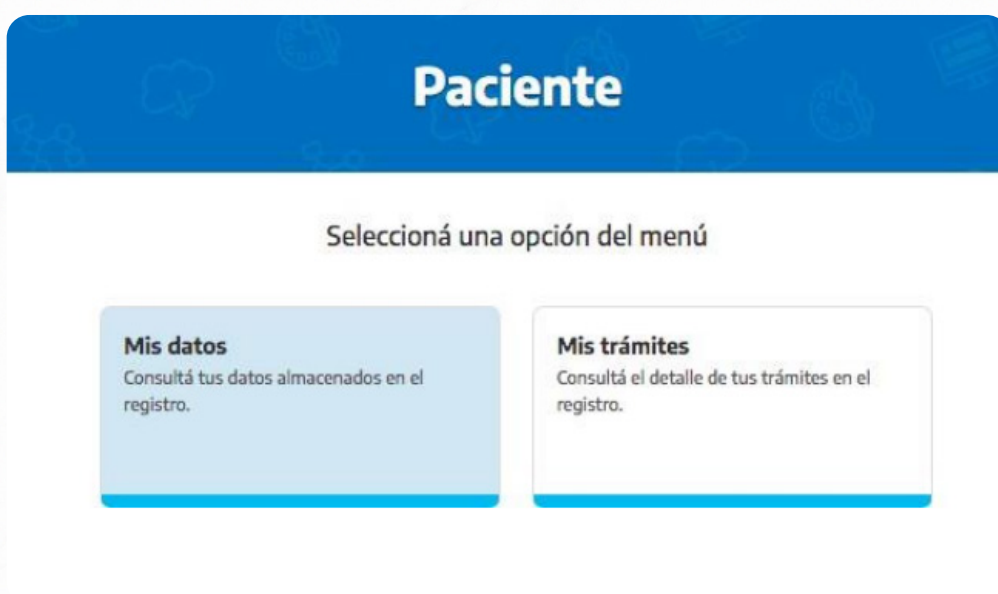 Paciente
Seleccioná una opción del menú
Mis datos
Consultá tus datos almacenados en el
registro.
Mis trámites
Consultá el detalle de tus trámites en el
registro.